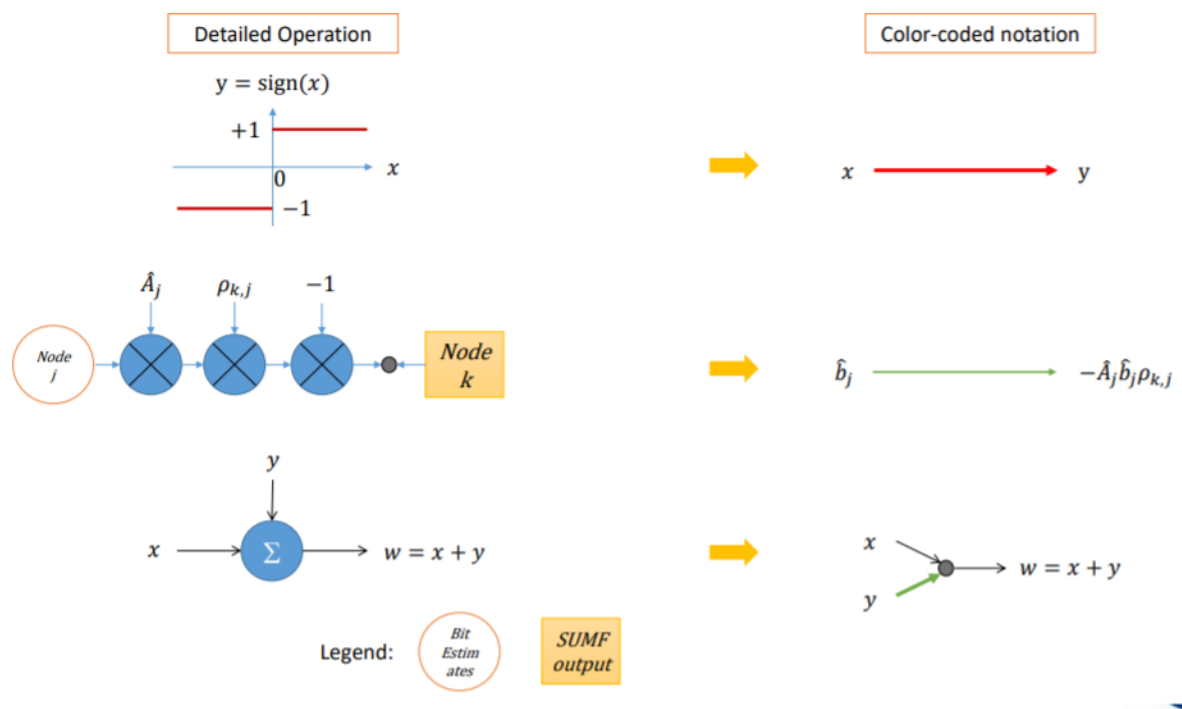 Detailed Operation
Color-coded notation
y = sign(x)
+1
x
0
−1
x
y
Â_j
ρ_{k,j}
−1
Node
j
Node
k
b̂_j
−Â_j b̂_j ρ_{k,j}
y
x
Σ
w = x + y
x
y
w = x + y
Legend:
Bit
Estim
ates
SUMF
output